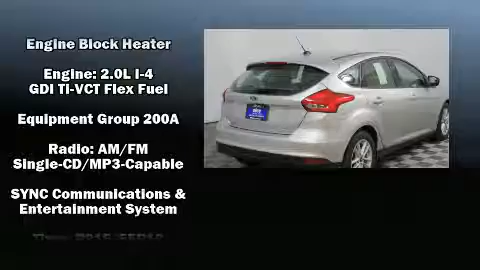 Engine Block Heater
Engine: 2.0L I-4
GDI Ti-VCT Flex Fuel
Equipment Group 200A
Radio: AM/FM
Single-CD/MP3-Capable
SYNC Communications &
Entertainment System